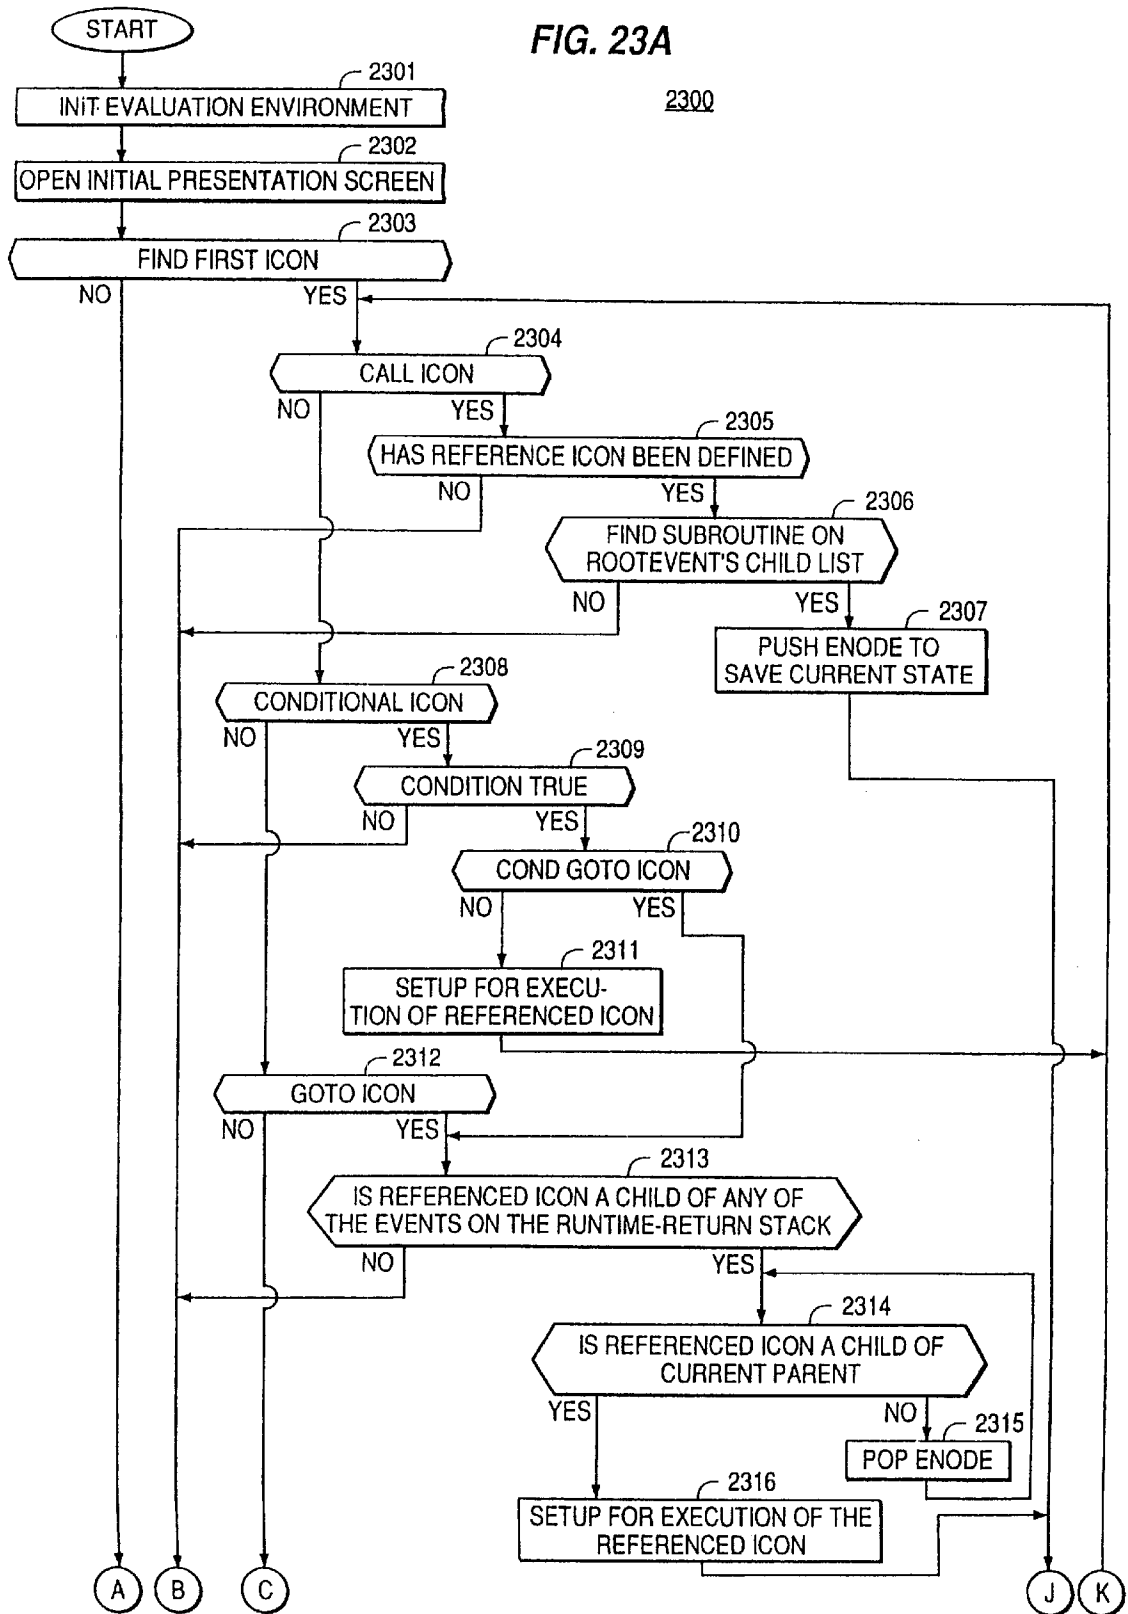 START
FIG. 23A
2300
2301
INIT EVALUATION ENVIRONMENT
2302
OPEN INITIAL PRESENTATION SCREEN
2303
FIND FIRST ICON
NO
YES
2304
CALL ICON
NO
YES
2305
HAS REFERENCE ICON BEEN DEFINED
NO
YES
2306
FIND SUBROUTINE ON
ROOTEVENT'S CHILD LIST
NO
YES
2307
PUSH ENODE TO
SAVE CURRENT STATE
2308
CONDITIONAL ICON
NO
YES
2309
CONDITION TRUE
NO
YES
2310
COND GOTO ICON
NO
YES
2311
SETUP FOR EXECU-
TION OF REFERENCED ICON
2312
GOTO ICON
NO
YES
2313
IS REFERENCED ICON A CHILD OF ANY OF
THE EVENTS ON THE RUNTIME-RETURN STACK
NO
YES
2314
IS REFERENCED ICON A CHILD OF
CURRENT PARENT
YES
NO
2315
POP ENODE
2316
SETUP FOR EXECUTION OF THE
REFERENCED ICON
A
B
C
J
K